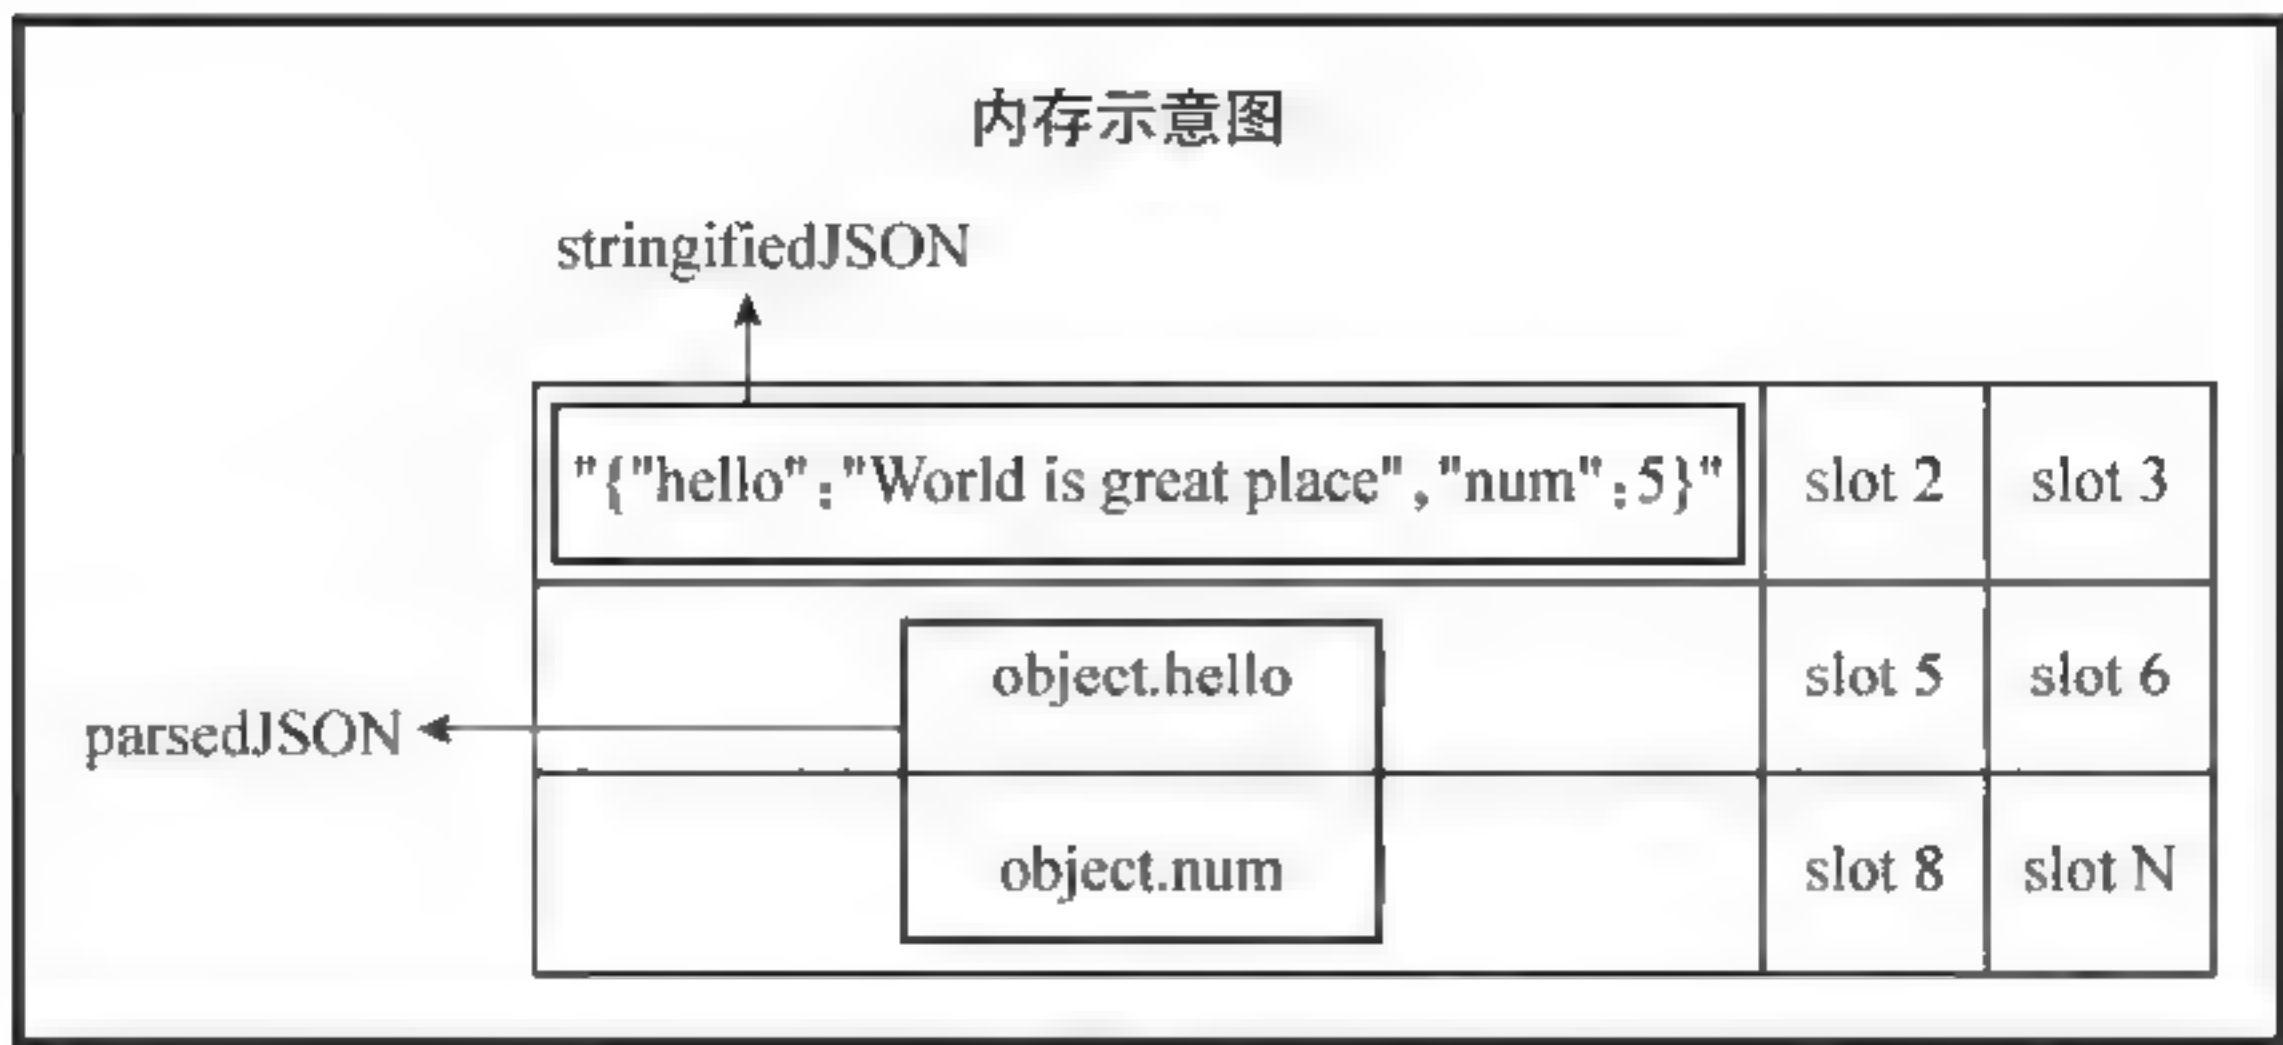 内存示意图
stringifiedJSON
"{"hello":"World is great place","num":5}" slot 2 slot 3
object.hello slot 5 slot 6
parsedJSON
object.num slot 8 slot N